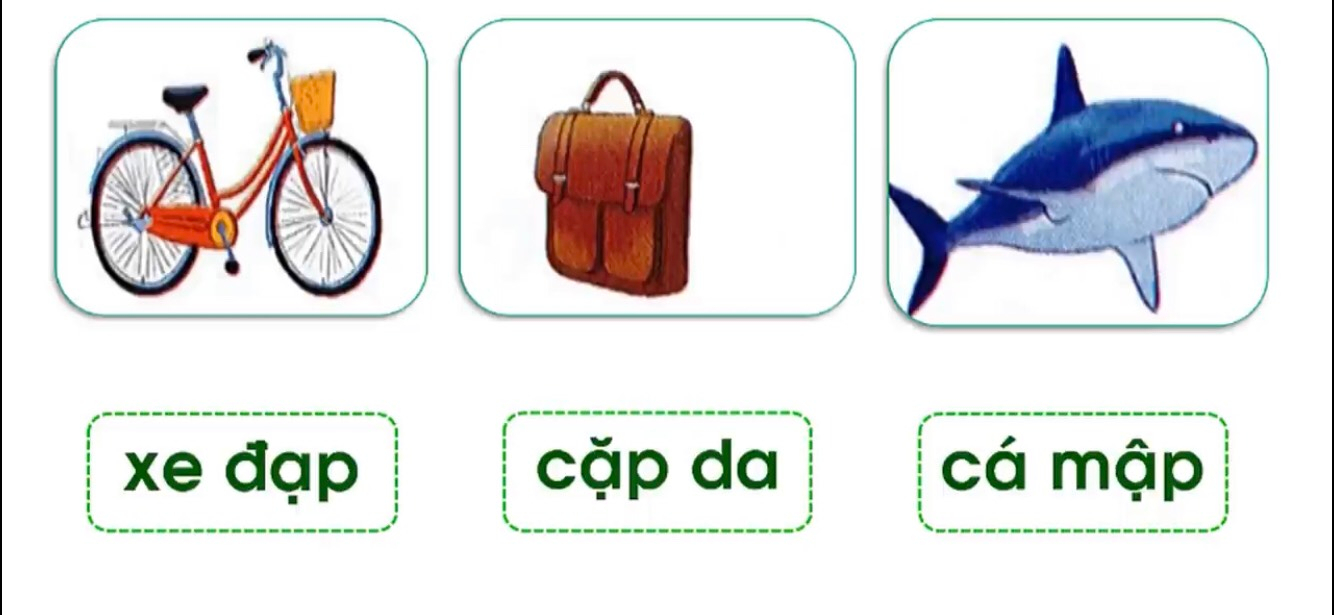 xe đạp
cặp da
cá mập